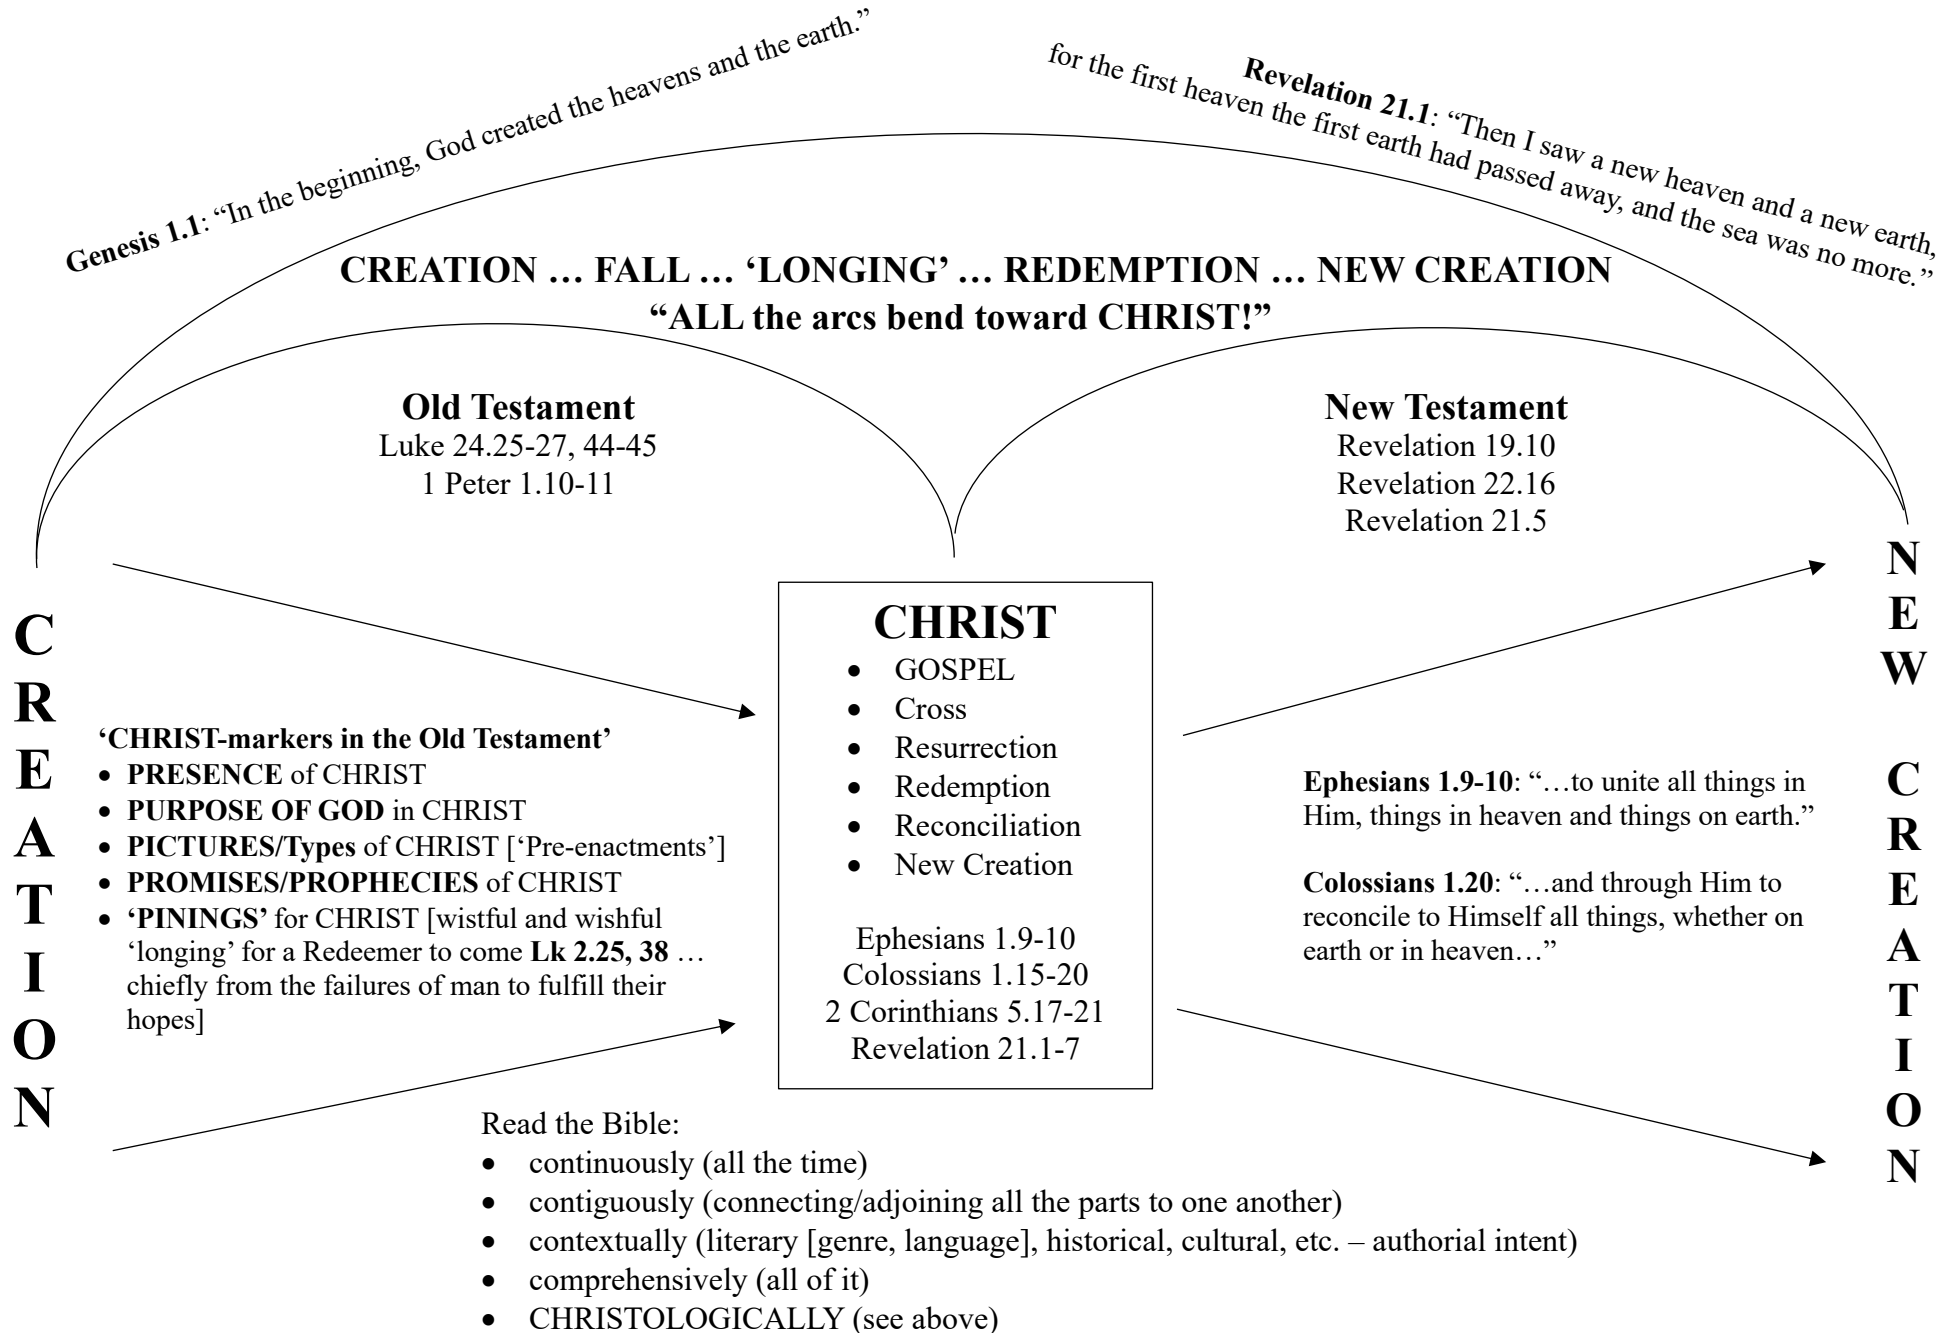 Genesis 1.1: “In the beginning, God created the heavens and the earth.”
Revelation 21.1: “Then I saw a new heaven and a new earth,
for the first heaven the first earth had passed away, and the sea was no more.”
CREATION … FALL … ‘LONGING’ … REDEMPTION … NEW CREATION
“ALL the arcs bend toward CHRIST!”
Old Testament
Luke 24.25-27, 44-45
1 Peter 1.10-11
New Testament
Revelation 19.10
Revelation 22.16
Revelation 21.5
CREATION
‘CHRIST-markers in the Old Testament’
• PRESENCE of CHRIST
• PURPOSE OF GOD in CHRIST
• PICTURES/Types of CHRIST [‘Pre-enactments’]
• PROMISES/PROPHECIES of CHRIST
• ‘PININGS’ for CHRIST [wistful and wishful
‘longing’ for a Redeemer to come Lk 2.25, 38 …
chiefly from the failures of man to fulfill their
hopes]
CHRIST
• GOSPEL
• Cross
• Resurrection
• Redemption
• Reconciliation
• New Creation
Ephesians 1.9-10
Colossians 1.15-20
2 Corinthians 5.17-21
Revelation 21.1-7
Ephesians 1.9-10: “…to unite all things in
Him, things in heaven and things on earth.”
Colossians 1.20: “…and through Him to
reconcile to Himself all things, whether on
earth or in heaven…”
NEW CREATION
Read the Bible:
• continuously (all the time)
• contiguously (connecting/adjoining all the parts to one another)
• contextually (literary [genre, language], historical, cultural, etc. – authorial intent)
• comprehensively (all of it)
• CHRISTOLOGICALLY (see above)